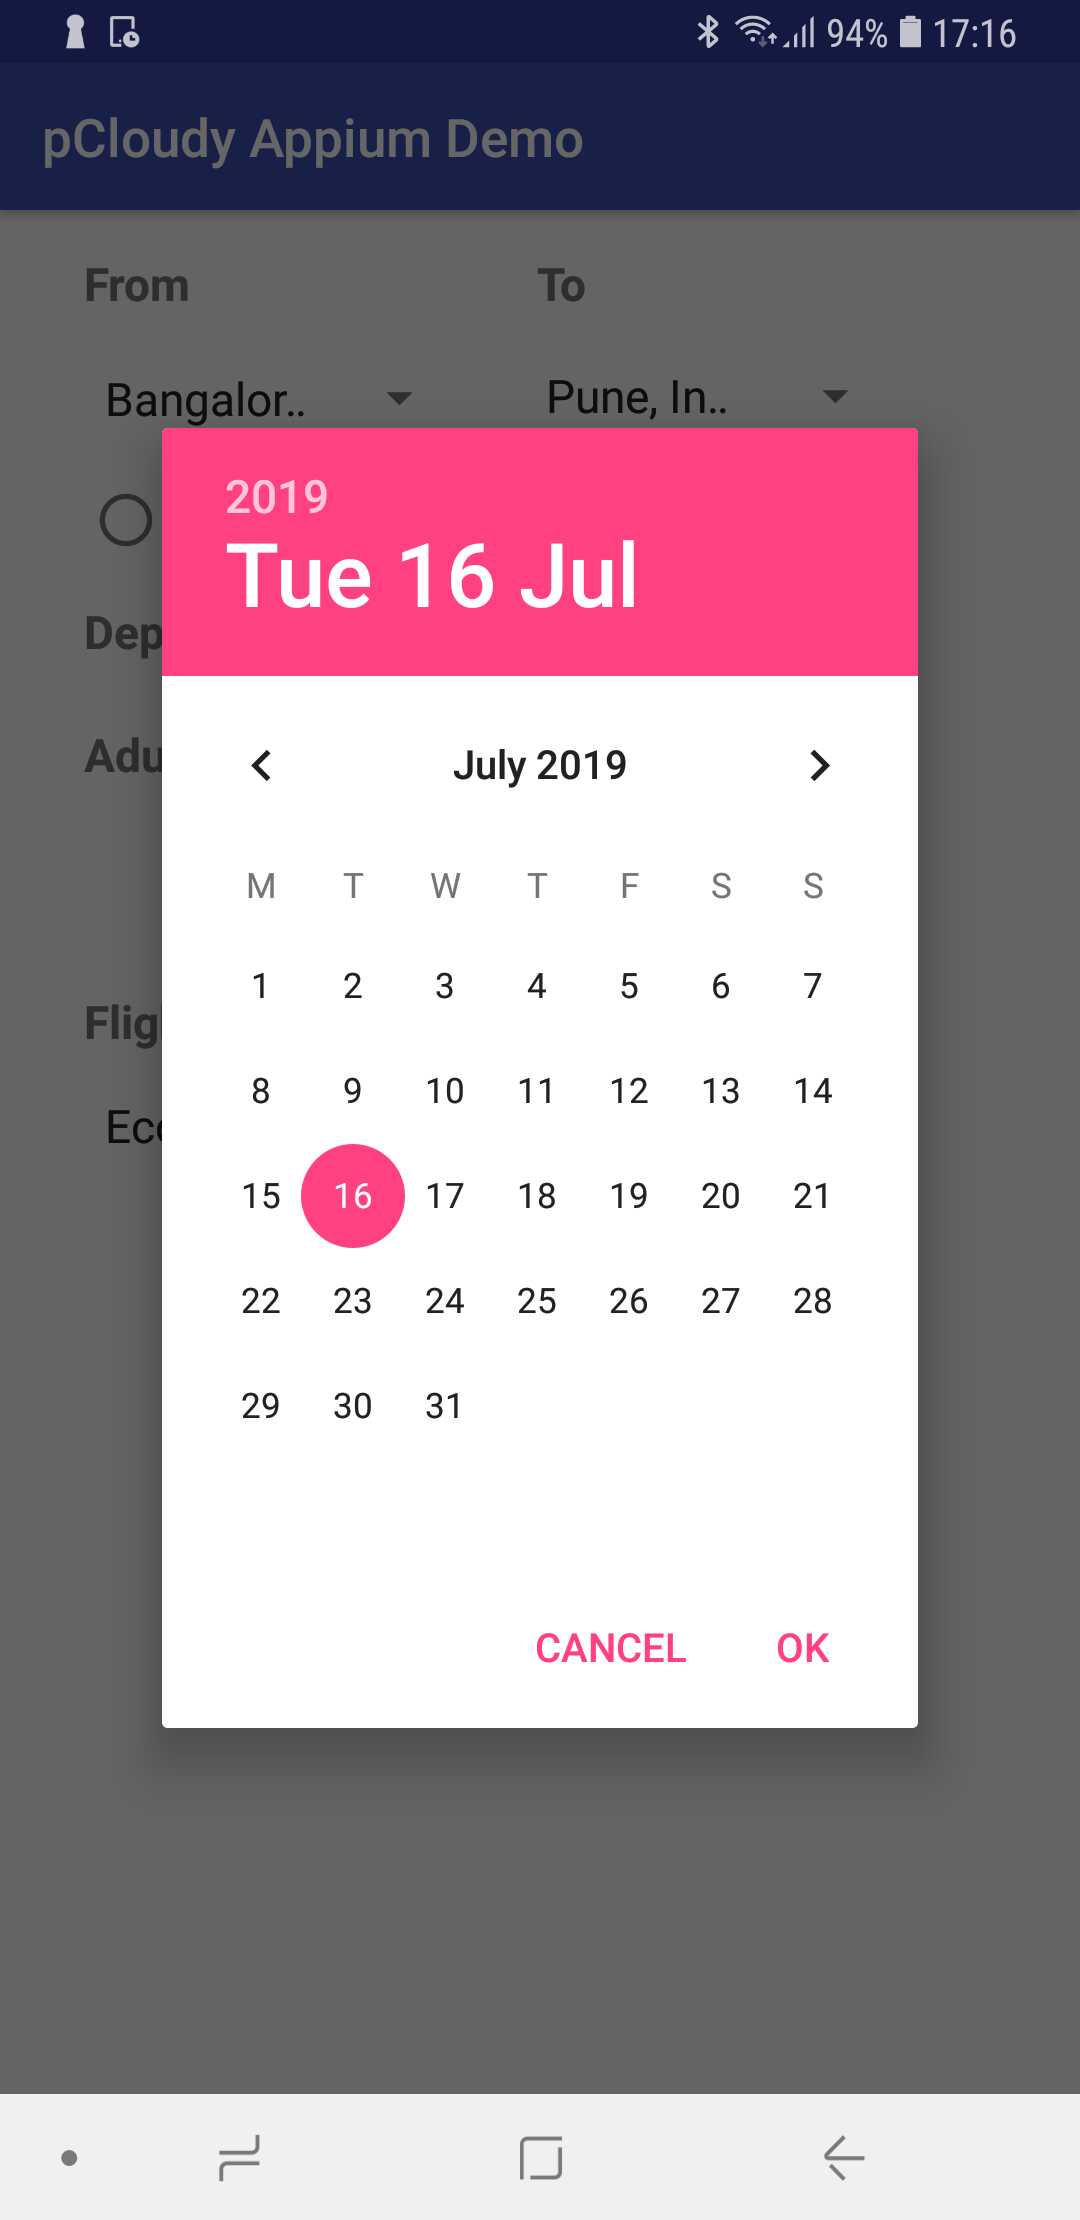 94% 17:16
pCloudy Appium Demo
From To
Bangalor.. Pune, In..
2019
Tue 16 Jul
Dep
Adu
July 2019
M T W T F S S
1 2 3 4 5 6 7
8 9 10 11 12 13 14
15 16 17 18 19 20 21
22 23 24 25 26 27 28
29 30 31
Flig
Eco
CANCEL OK